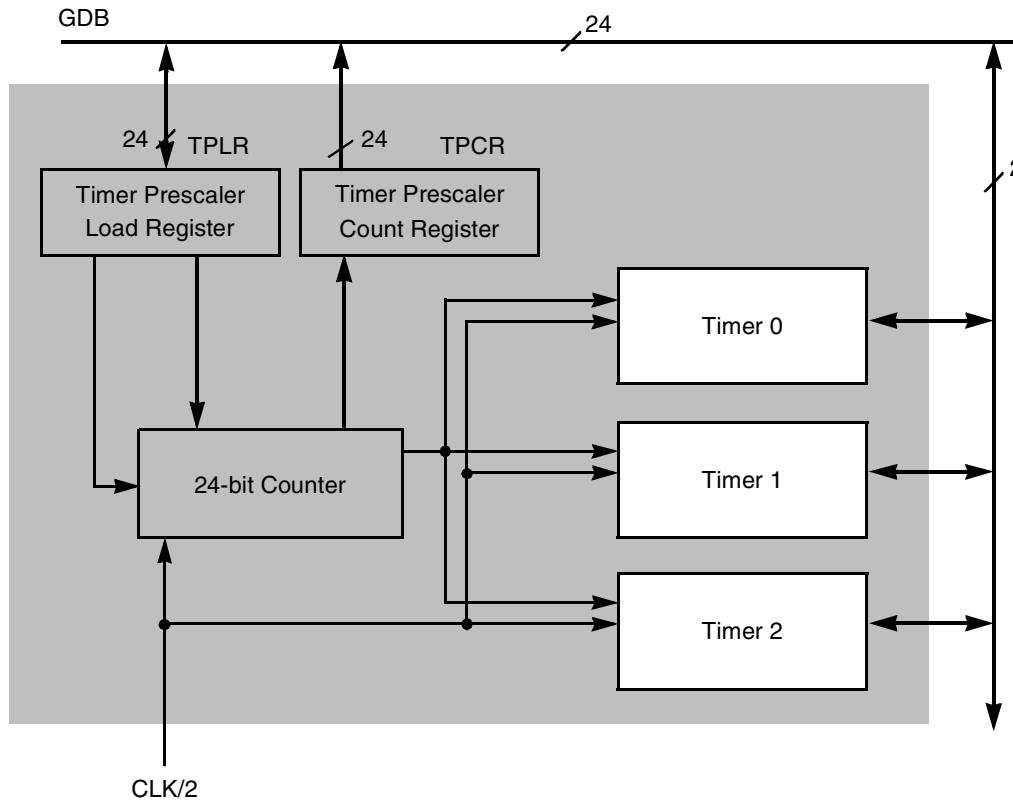 GDB
24
24
TPLR
24
TPCR
2
Timer Prescaler
Load Register
Timer Prescaler
Count Register
Timer 0
24-bit Counter
Timer 1
Timer 2
CLK/2